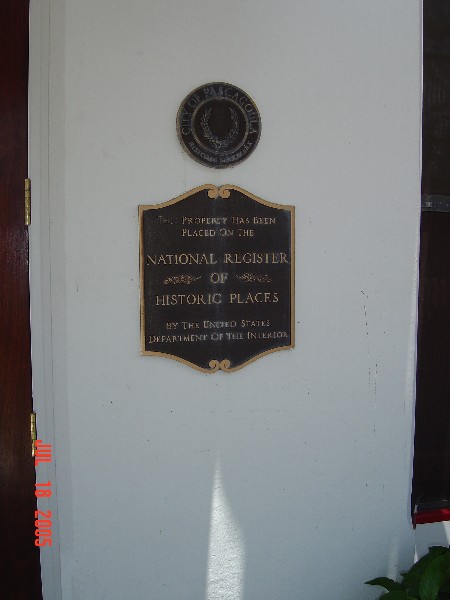 CITY OF PASCAGOULA
THIS PROPERTY HAS BEEN
PLACED ON THE
NATIONAL REGISTER
OF
HISTORIC PLACES
BY THE UNITED STATES
DEPARTMENT OF THE INTERIOR
JUL 18 2005